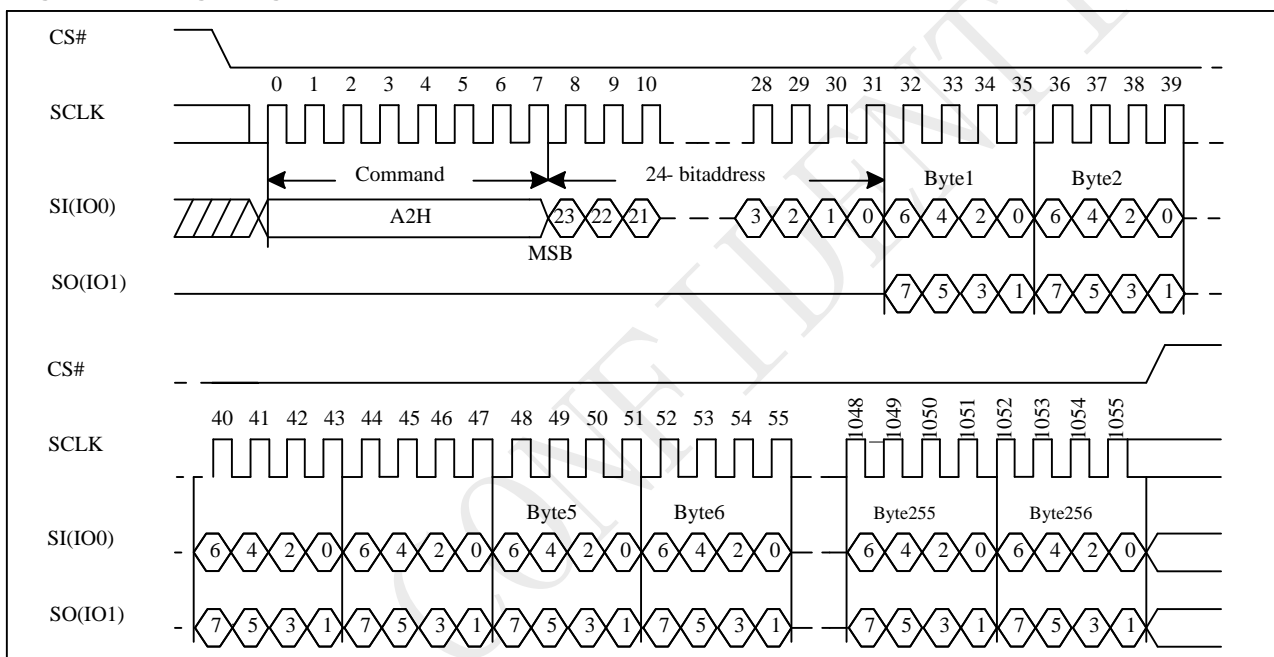 CS#
0 1 2 3 4 5 6 7 8 9 10 28 29 30 31 32 33 34 35 36 37 38 39
SCLK
Command 24- bitaddress Byte1 Byte2
SI(IO0) A2H 23 22 21 3 2 1 0 6 4 2 0 6 4 2 0
MSB
SO(IO1) 7 5 3 1 7 5 3 1
CS#
40 41 42 43 44 45 46 47 48 49 50 51 52 53 54 55 1048 1049 1050 1051 1052 1053 1054 1055
SCLK
Byte5 Byte6 Byte255 Byte256
SI(IO0) 6 4 2 0 6 4 2 0 6 4 2 0 6 4 2 0 6 4 2 0 6 4 2 0
SO(IO1) 7 5 3 1 7 5 3 1 7 5 3 1 7 5 3 1 7 5 3 1 7 5 3 1
CONFIDENT